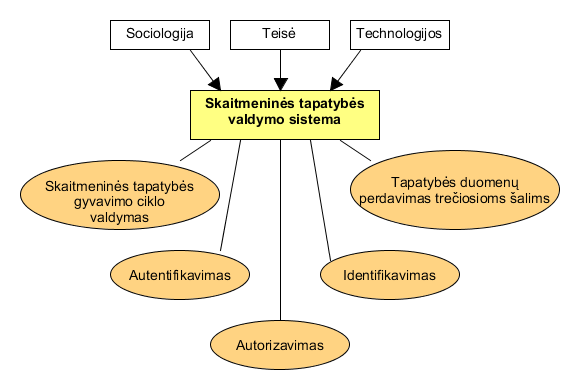 Sociologija
Teisė
Technologijos
Skaitmeninės tapatybės
valdymo sistema
Skaitmeninės tapatybės
gyvavimo ciklo
valdymas
Tapatybės duomenų
perdavimas trečiosioms šalims
Autentifikavimas
Identifikavimas
Autorizavimas